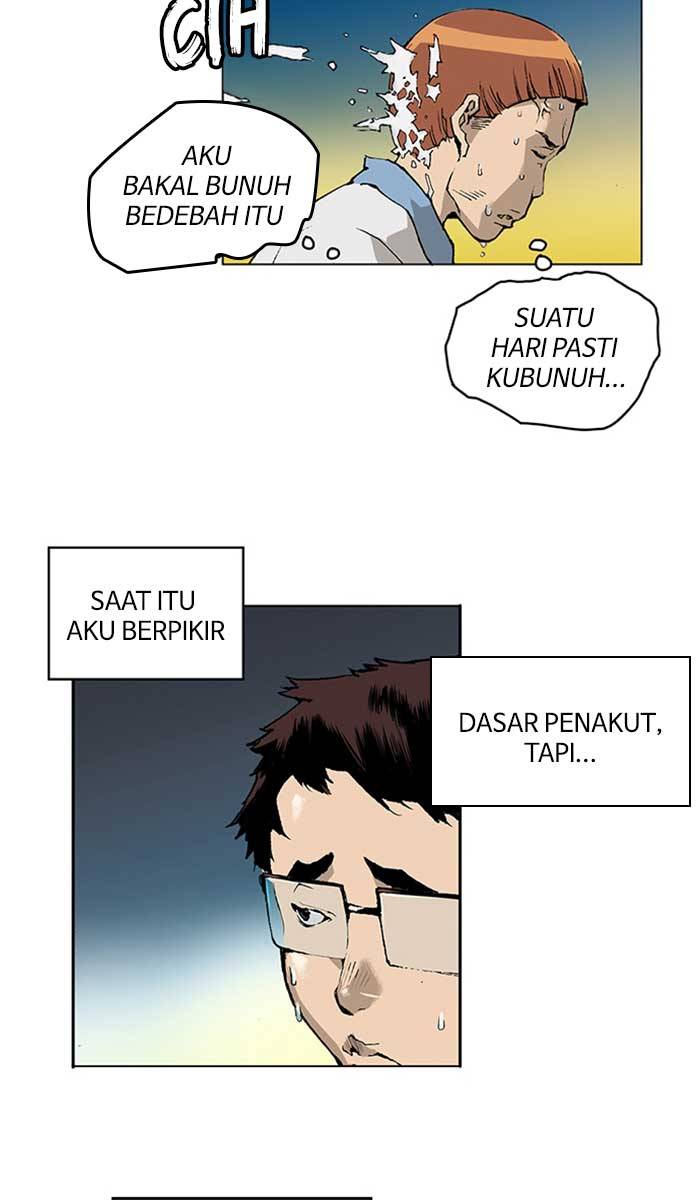 CIH
AKU
BAKAL BUNUH
BEDEBAH ITU
SUATU
HARI PASTI
KUBUNUH...
SAAT ITU
AKU BERPIKIR
DASAR PENAKUT,
TAPI...